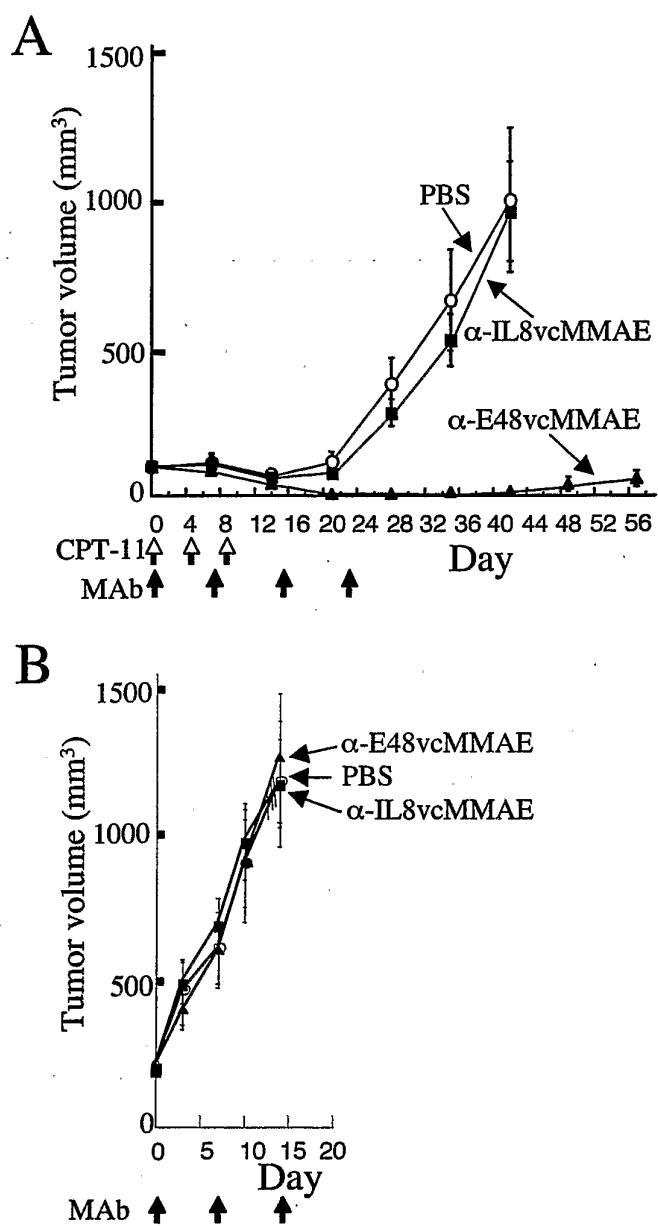 A
1500
1000
500
0
Tumor volume (mm³)
PBS
α-IL8vcMMAE
α-E48vcMMAE
0 4 8 12 16 20 24 28 32 36 40 44 48 52 56
CPT-11
Day
MAb
B
1500
1000
500
0
Tumor volume (mm³)
α-E48vcMMAE
PBS
α-IL8vcMMAE
0 5 10 15 20
Day
MAb